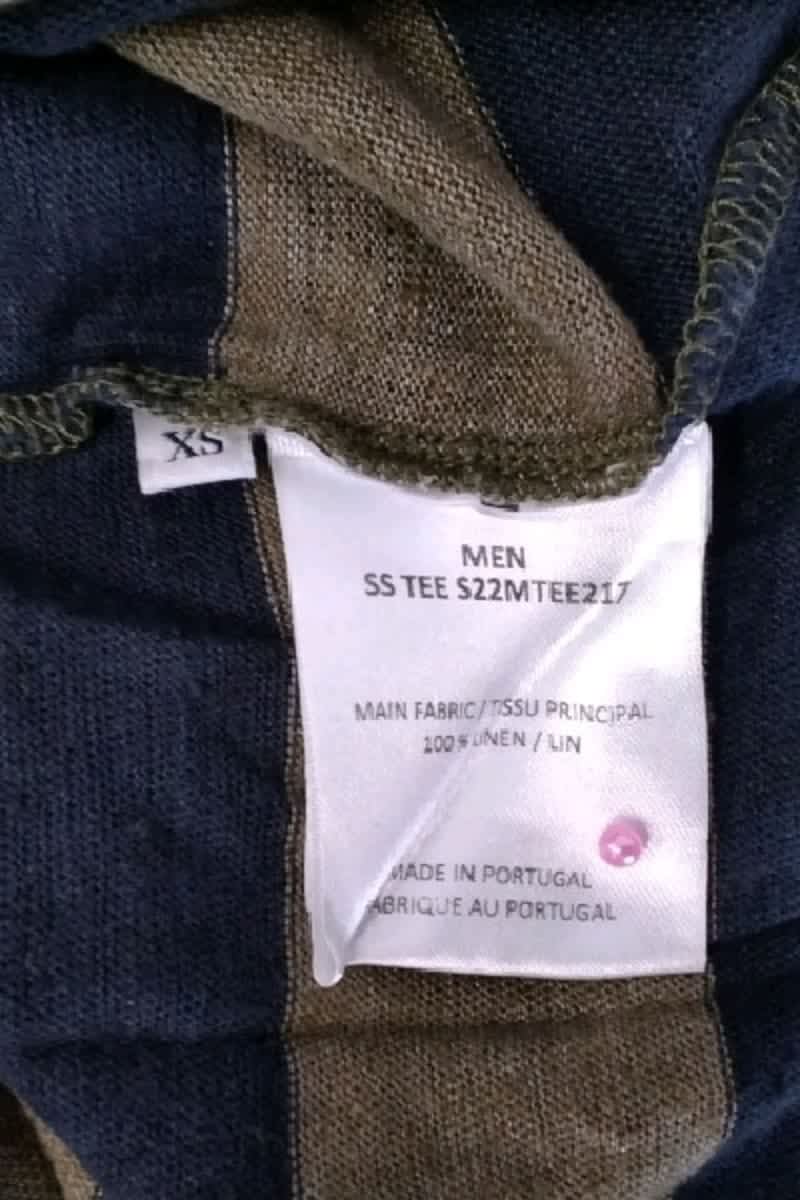 XS
MEN
SS TEE S22MTEE217
MAIN FABRIC / TISSU PRINCIPAL
100% LINEN / LIN
MADE IN PORTUGAL
FABRIQUE AU PORTUGAL